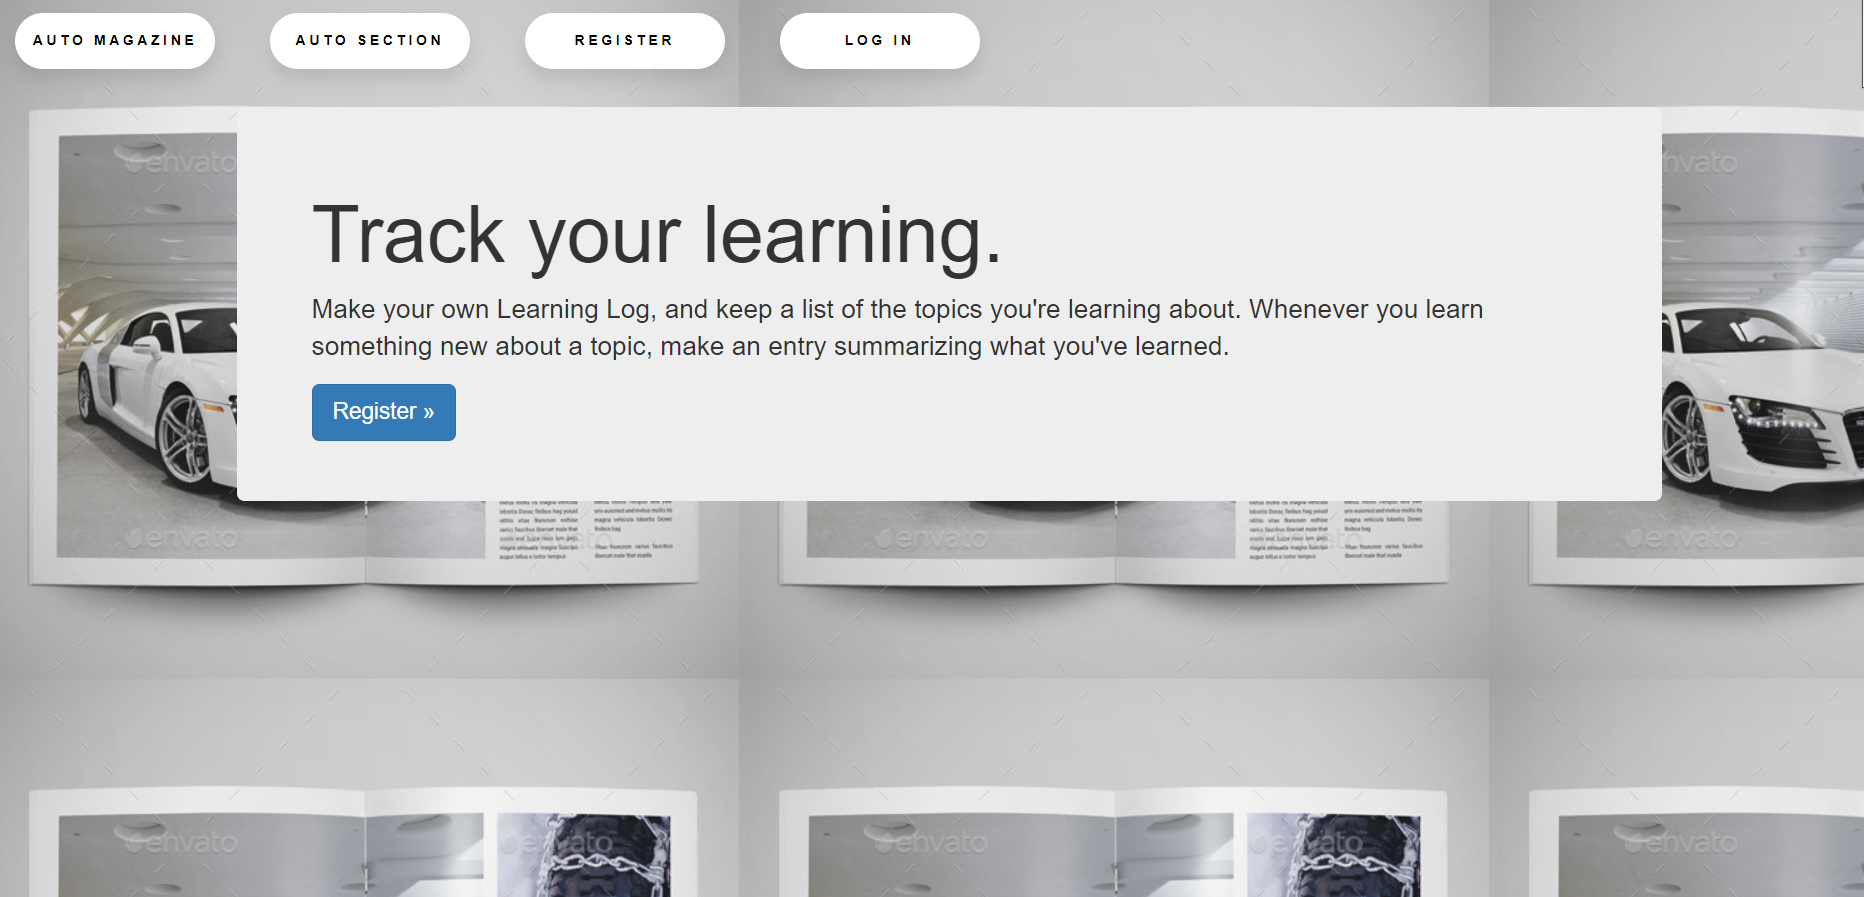 AUTO MAGAZINE
AUTO SECTION
REGISTER
LOG IN
envato
nvato
Track your learning.
Make your own Learning Log, and keep a list of the topics you're learning about. Whenever you learn
something new about a topic, make an entry summarizing what you've learned.
Register »
envato
envato
envato
envato
envato
envato
envato
envato